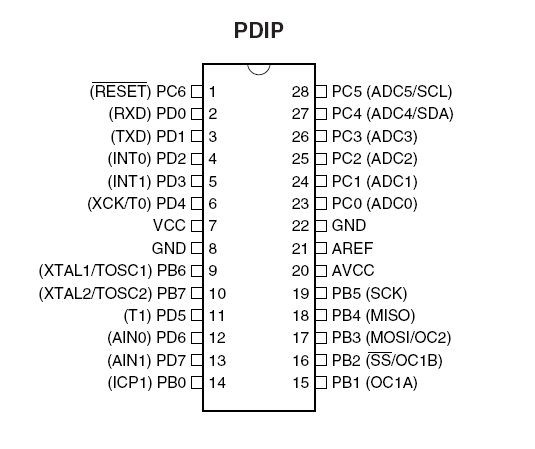 PDIP
(RESET) PC6 1 28 PC5 (ADC5/SCL)
(RXD) PD0 2 27 PC4 (ADC4/SDA)
(TXD) PD1 3 26 PC3 (ADC3)
(INT0) PD2 4 25 PC2 (ADC2)
(INT1) PD3 5 24 PC1 (ADC1)
(XCK/T0) PD4 6 23 PC0 (ADC0)
VCC 7 22 GND
GND 8 21 AREF
(XTAL1/TOSC1) PB6 9 20 AVCC
(XTAL2/TOSC2) PB7 10 19 PB5 (SCK)
(T1) PD5 11 18 PB4 (MISO)
(AIN0) PD6 12 17 PB3 (MOSI/OC2)
(AIN1) PD7 13 16 PB2 (SS/OC1B)
(ICP1) PB0 14 15 PB1 (OC1A)